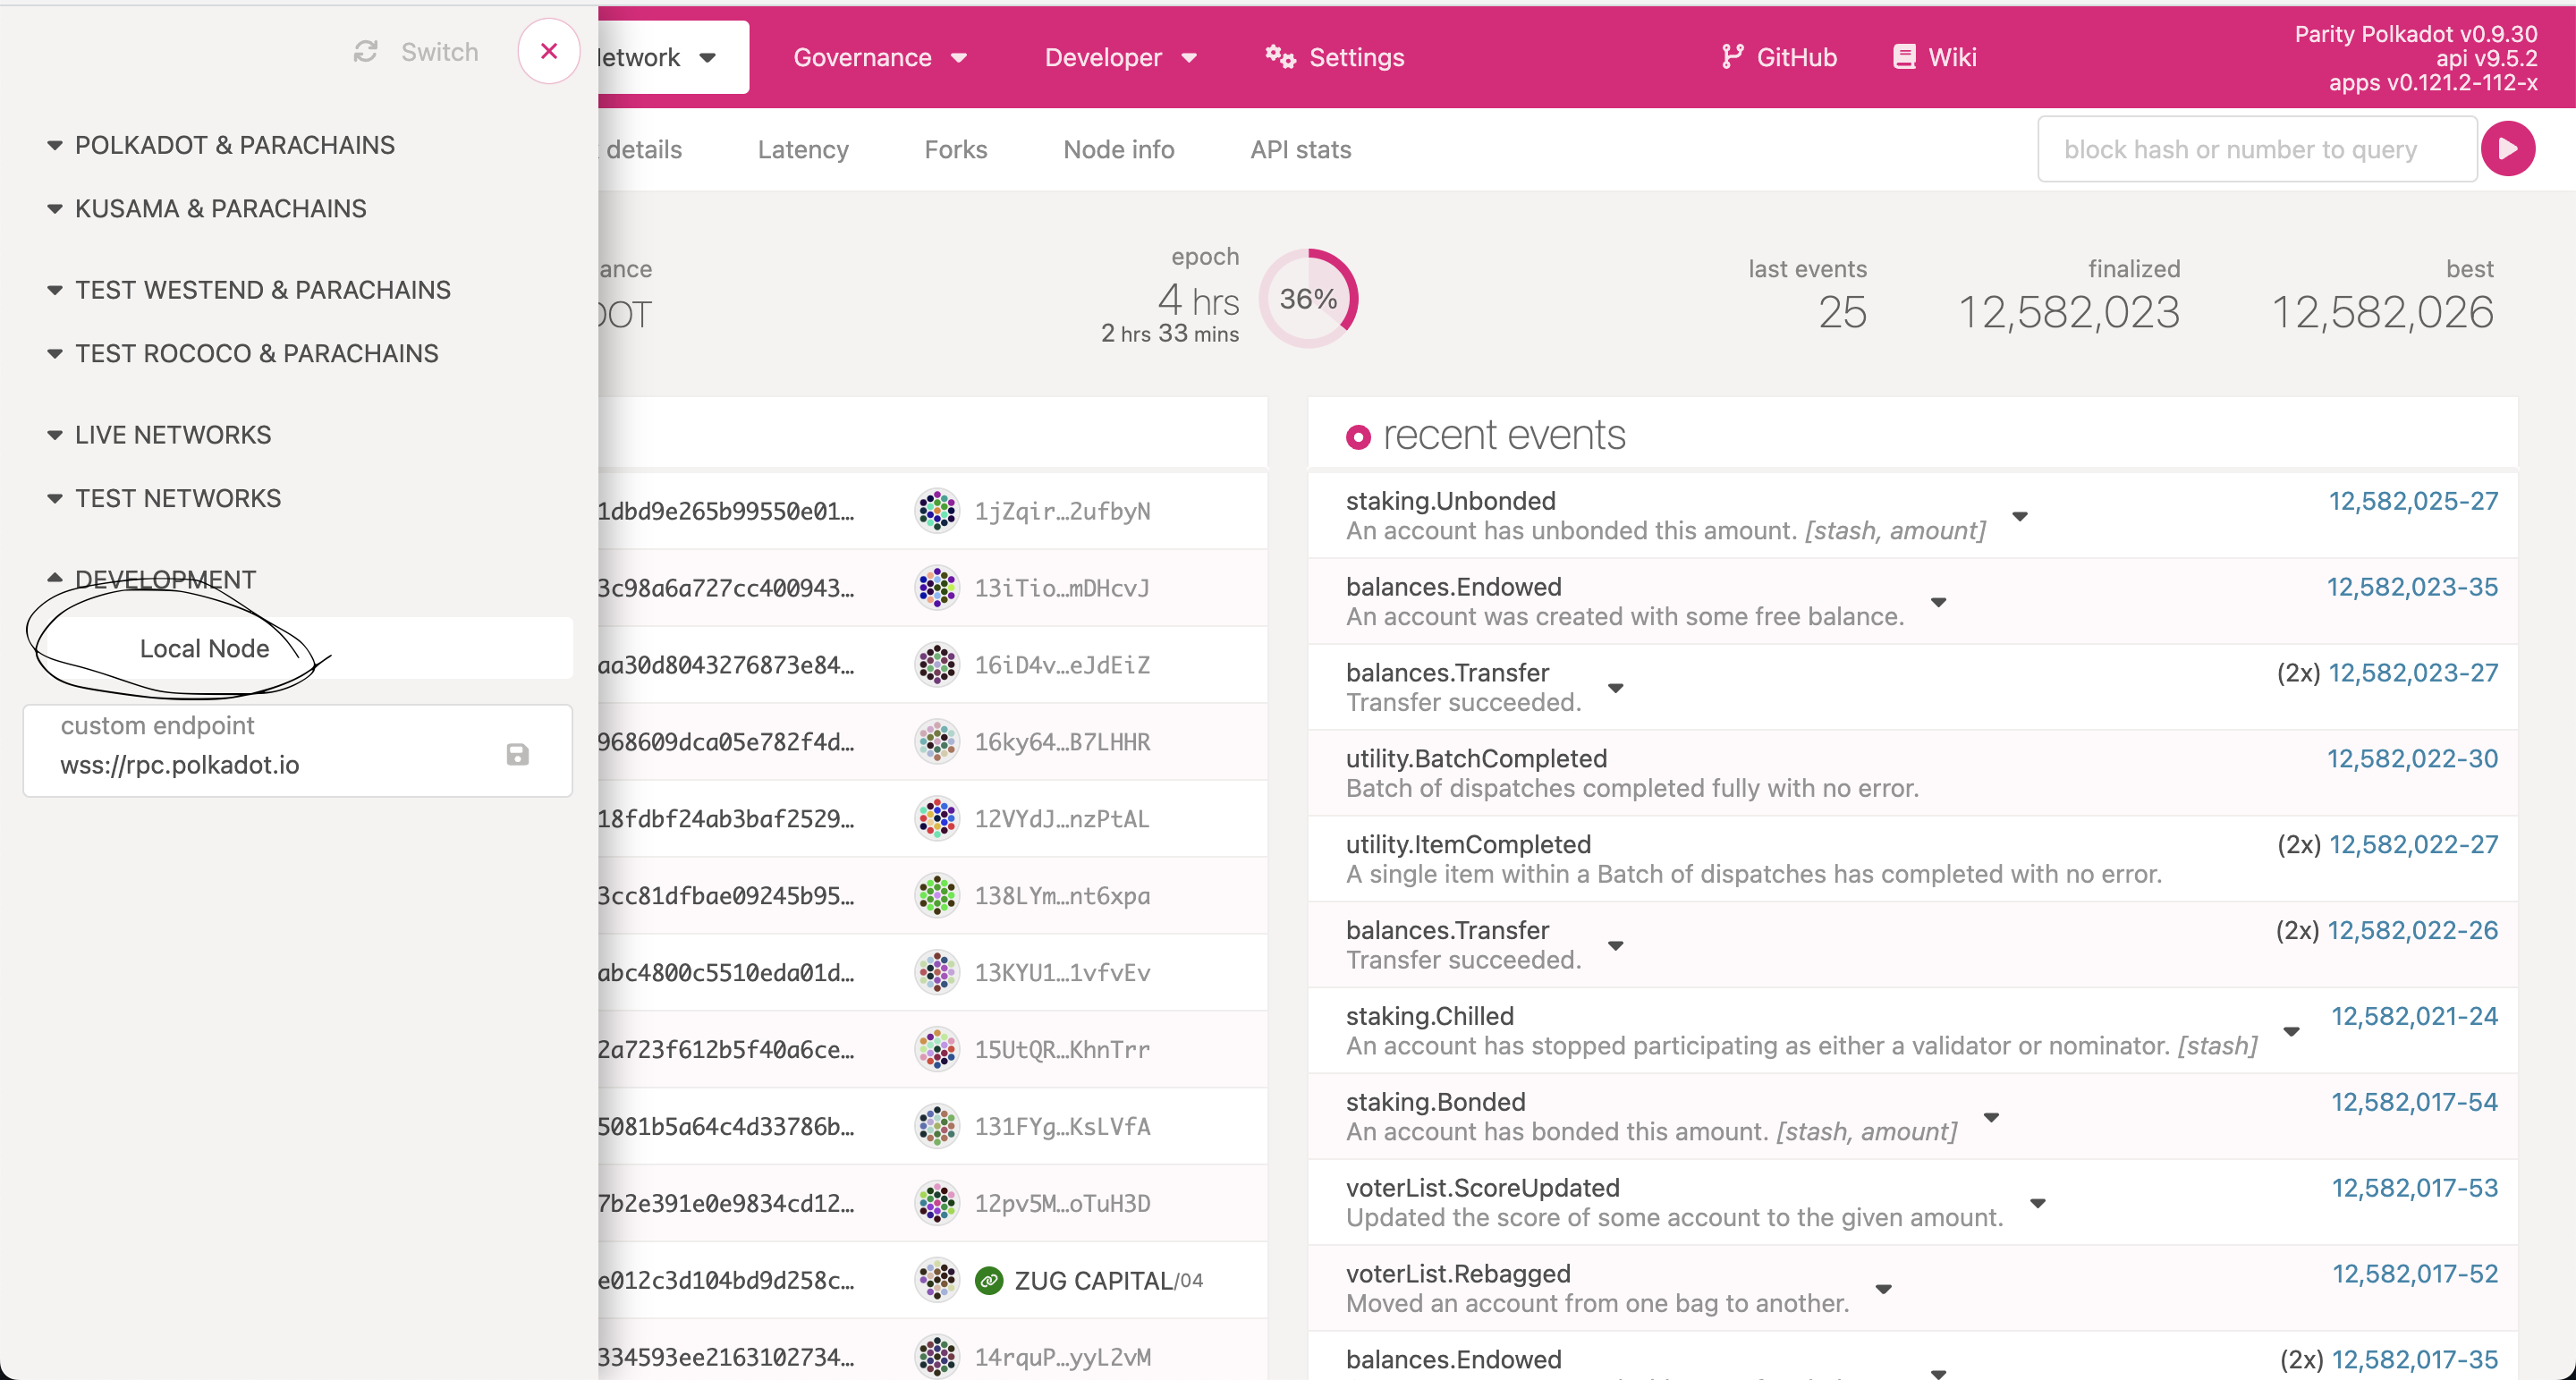 Switch
POLKADOT & PARACHAINS
KUSAMA & PARACHAINS
TEST WESTEND & PARACHAINS
TEST ROCOCO & PARACHAINS
LIVE NETWORKS
TEST NETWORKS
DEVELOPMENT
Local Node
custom endpoint
wss://rpc.polkadot.io
etwork
Governance
Developer
Settings
GitHub
Wiki
Parity Polkadot v0.9.30
api v9.5.2
apps v0.121.2-112-x
details
Latency
Forks
Node info
API stats
block hash or number to query
ance
OT
epoch
4 hrs
2 hrs 33 mins
36%
last events
25
finalized
12,582,023
best
12,582,026
1dbd9e265b99550e01... 1jZqir...2ufbyN
3c98a6a727cc400943... 13iTio...mDHcvJ
aa30d8043276873e84... 16iD4v...eJdEiZ
968609dca05e782f4d... 16ky64...B7LHHR
18fdbf24ab3baf2529... 12VYdJ...nzPtAL
3cc81dfbae09245b95... 138LYm...nt6xpa
abc4800c5510eda01d... 13KYU1...1vfvEv
2a723f612b5f40a6ce... 15UtQR...KhnTrr
5081b5a64c4d33786b... 131FYg...KsLVfA
7b2e391e0e9834cd12... 12pv5M...oTuH3D
e012c3d104bd9d258c... ZUG CAPITAL/04
334593ee2163102734... 14rquP...yyL2vM
recent events
staking.Unbonded 12,582,025-27
An account has unbonded this amount. [stash, amount]
balances.Endowed 12,582,023-35
An account was created with some free balance.
balances.Transfer (2x) 12,582,023-27
Transfer succeeded.
utility.BatchCompleted 12,582,022-30
Batch of dispatches completed fully with no error.
utility.ItemCompleted (2x) 12,582,022-27
A single item within a Batch of dispatches has completed with no error.
balances.Transfer (2x) 12,582,022-26
Transfer succeeded.
staking.Chilled 12,582,021-24
An account has stopped participating as either a validator or nominator. [stash]
staking.Bonded 12,582,017-54
An account has bonded this amount. [stash, amount]
voterList.ScoreUpdated 12,582,017-53
Updated the score of some account to the given amount.
voterList.Rebagged 12,582,017-52
Moved an account from one bag to another.
balances.Endowed (2x) 12,582,017-35